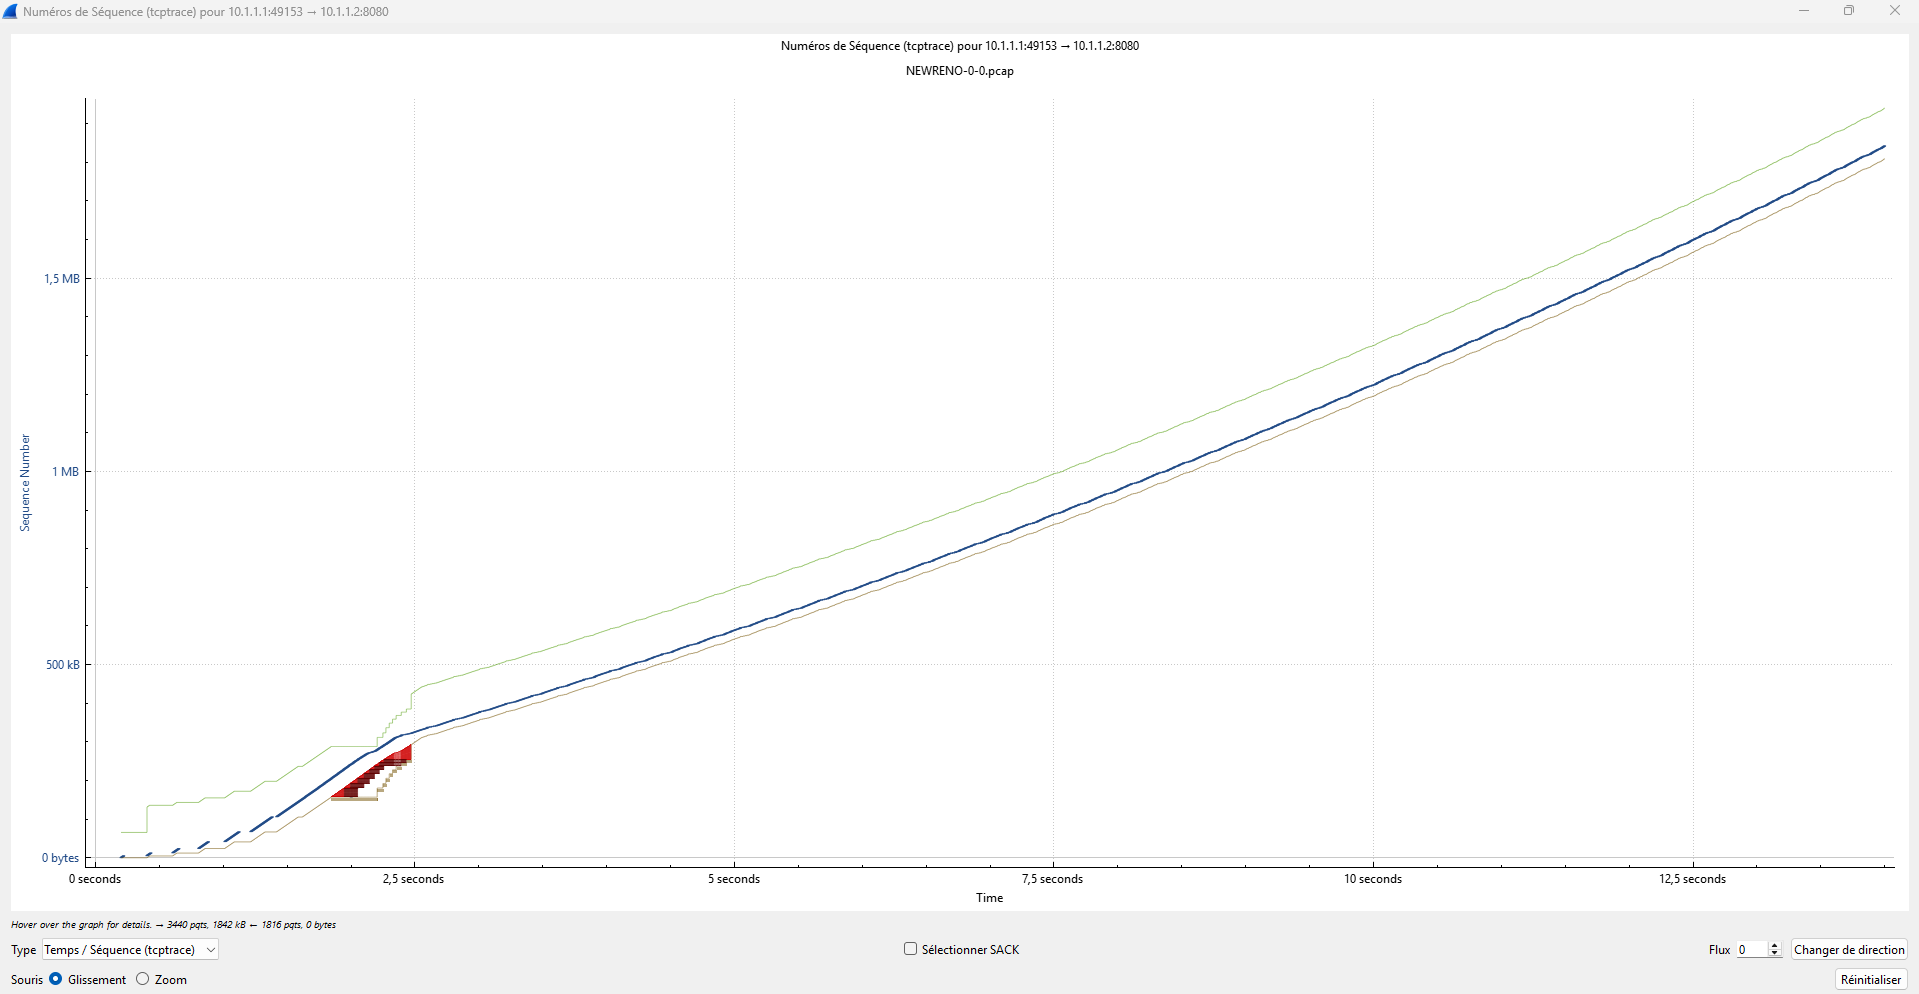 Numéros de Séquence (tcptrace) pour 10.1.1.1:49153 → 10.1.1.2:8080
Numéros de Séquence (tcptrace) pour 10.1.1.1:49153 → 10.1.1.2:8080
NEWRENO-0-0.pcap
1,5 MB
1 MB
500 kB
0 bytes
Sequence Number
0 seconds 2,5 seconds 5 seconds 7,5 seconds 10 seconds 12,5 seconds
Time
Hover over the graph for details. → 3440 pqts, 1842 kB ← 1816 pqts, 0 bytes
Type Temps / Séquence (tcptrace) Sélectionner SACK Flux 0 Changer de direction
Souris Glissement Zoom Réinitialiser